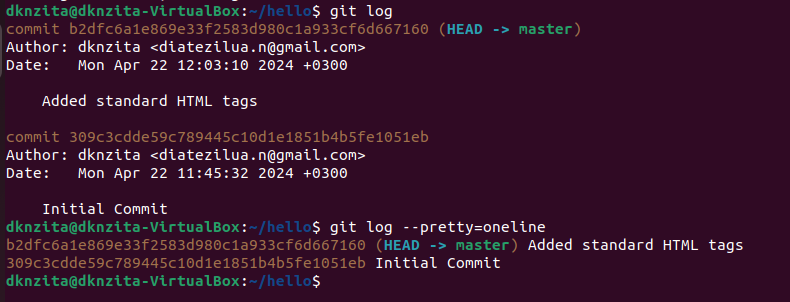 dknzita@dknzita-VirtualBox:~/hello$ git log
commit b2dfc6a1e869e33f2583d980c1a933cf6d667160 (HEAD -> master)
Author: dknzita <diatezilua.n@gmail.com>
Date:   Mon Apr 22 12:03:10 2024 +0300
    Added standard HTML tags
commit 309c3cdde59c789445c10d1e1851b4b5fe1051eb
Author: dknzita <diatezilua.n@gmail.com>
Date:   Mon Apr 22 11:45:32 2024 +0300
    Initial Commit
dknzita@dknzita-VirtualBox:~/hello$ git log --pretty=oneline
b2dfc6a1e869e33f2583d980c1a933cf6d667160 (HEAD -> master) Added standard HTML tags
309c3cdde59c789445c10d1e1851b4b5fe1051eb Initial Commit
dknzita@dknzita-VirtualBox:~/hello$